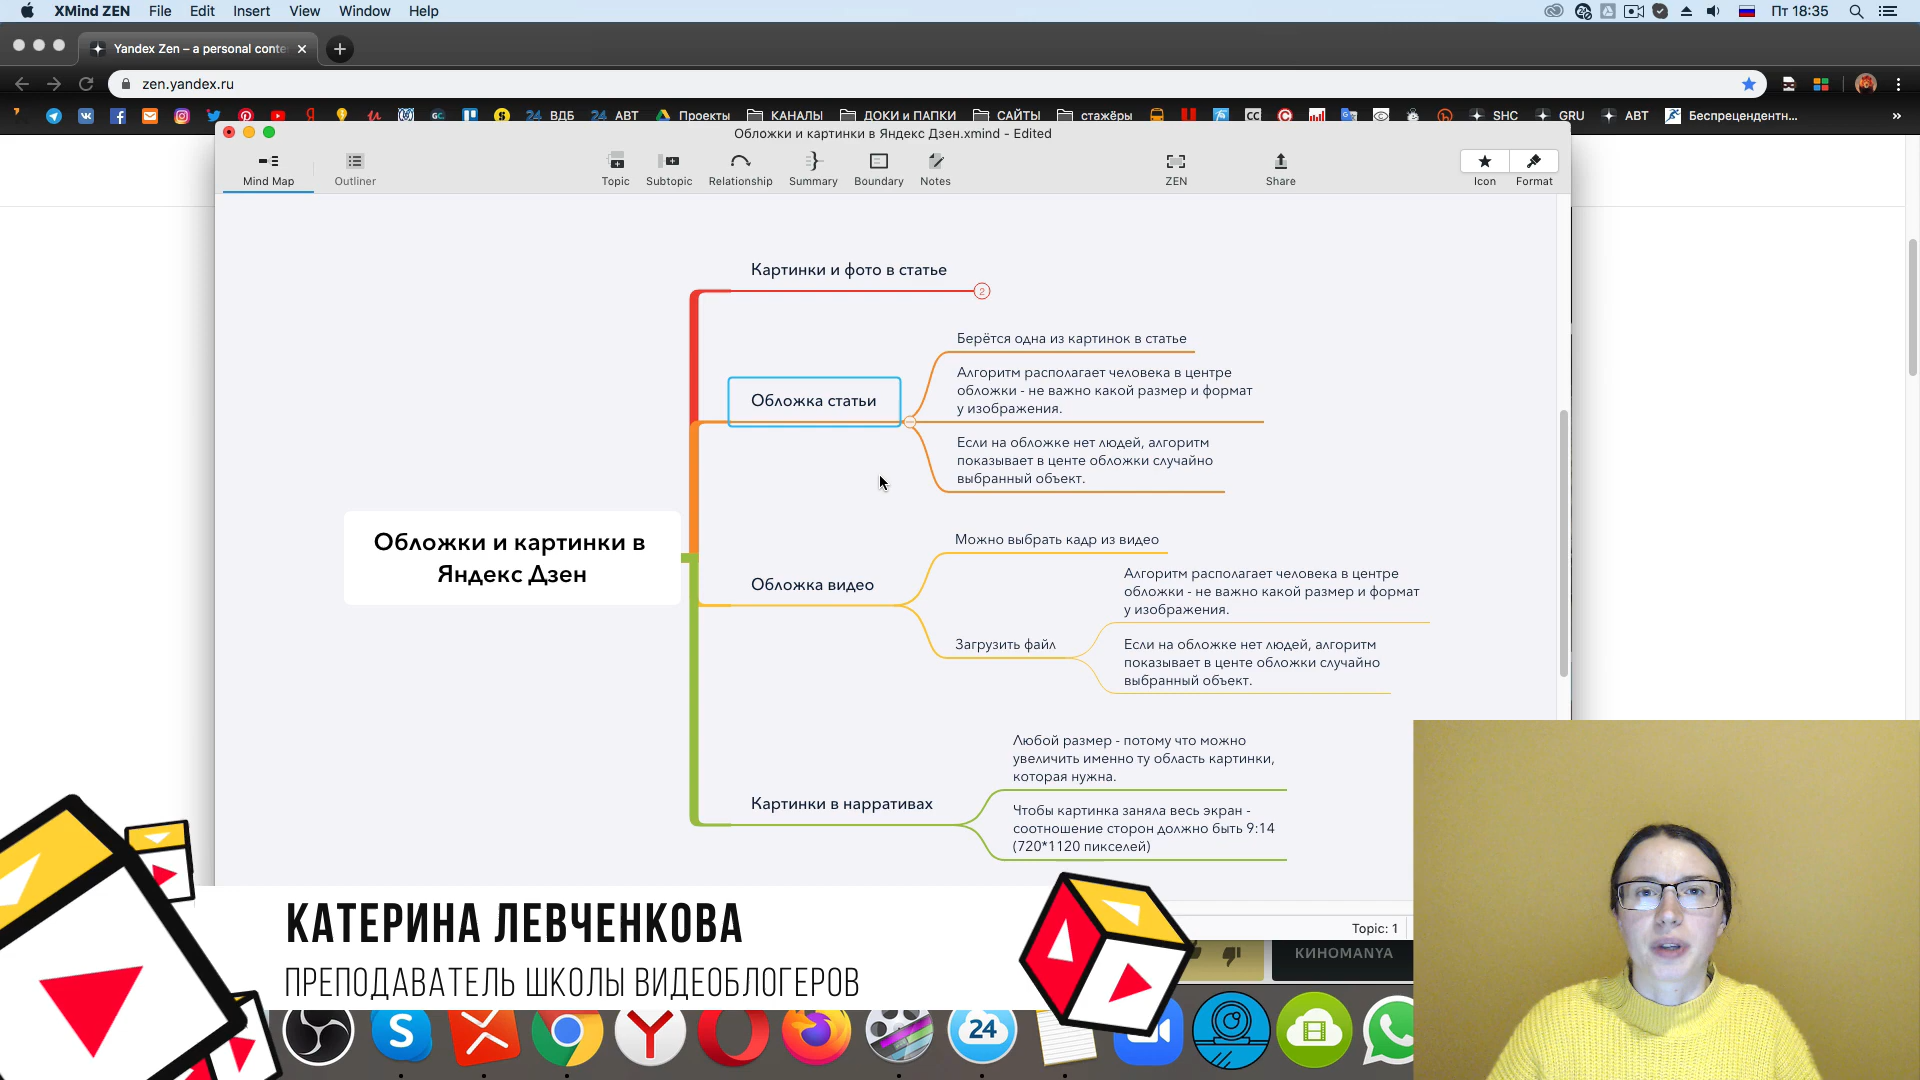 XMind ZEN File Edit Insert View Window Help Пт 18:35
Yandex Zen – a personal conte
zen.yandex.ru
ВДБ АВТ Проекты КАНАЛЫ ДОКИ и ПАПКИ САЙТЫ стажёры SHC GRU АВТ Беспрецендентн... »
Обложки и картинки в Яндекс Дзен.xmind - Edited
Mind Map Outliner Topic Subtopic Relationship Summary Boundary Notes ZEN Share Icon Format
Картинки и фото в статье
2
Обложка статьи
Берётся одна из картинок в статье
Алгоритм располагает человека в центре
обложки - не важно какой размер и формат
у изображения.
Если на обложке нет людей, алгоритм
показывает в центе обложки случайно
выбранный объект.
Обложки и картинки в
Яндекс Дзен
Обложка видео
Можно выбрать кадр из видео
Загрузить файл
Алгоритм располагает человека в центре
обложки - не важно какой размер и формат
у изображения.
Если на обложке нет людей, алгоритм
показывает в центе обложки случайно
выбранный объект.
Картинки в нарративах
Любой размер - потому что можно
увеличить именно ту область картинки,
которая нужна.
Чтобы картинка заняла весь экран -
соотношение сторон должно быть 9:14
(720*1120 пикселей)
Topic: 1
КИНОMANYA
КАТЕРИНА ЛЕВЧЕНКОВА
ПРЕПОДАВАТЕЛЬ ШКОЛЫ ВИДЕОБЛОГЕРОВ
24